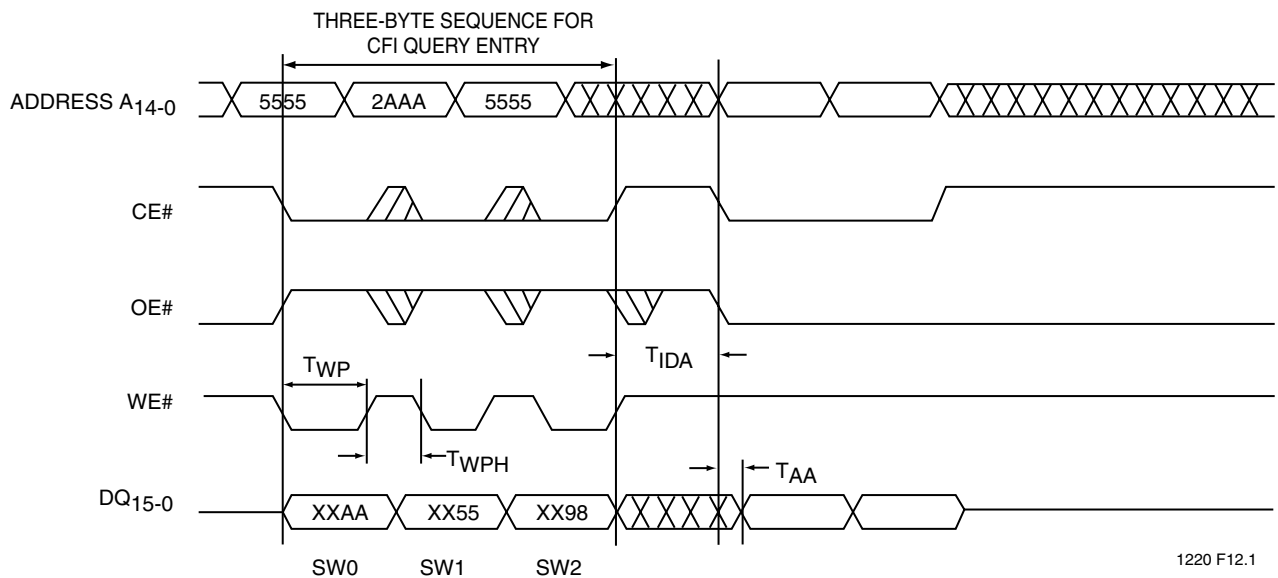 THREE-BYTE SEQUENCE FOR
CFI QUERY ENTRY
ADDRESS A14-0
5555 2AAA 5555
CE#
OE#
TIDA
TWP
WE#
TWPH
TAA
DQ15-0
XXAA XX55 XX98
SW0 SW1 SW2
1220 F12.1